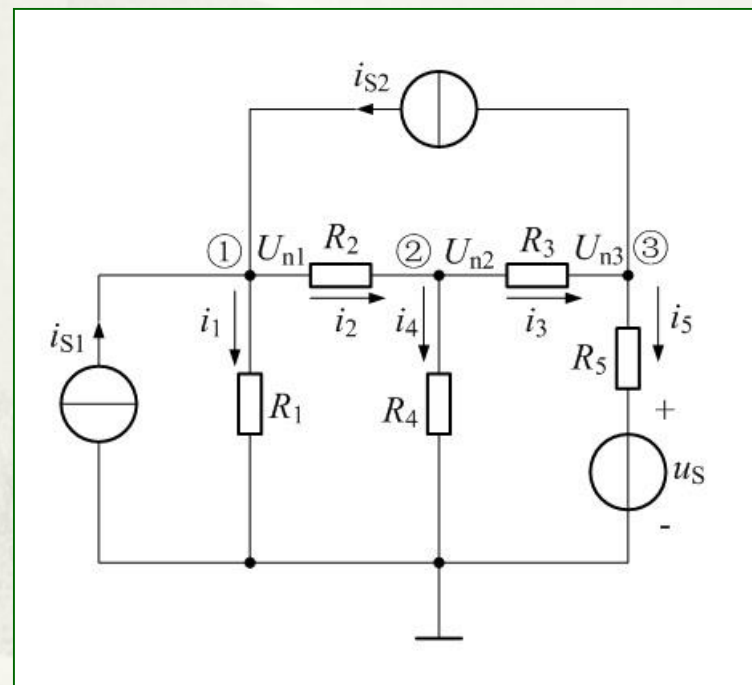 iS2
① Un1 R2 ② Un2 R3 Un3 ③
iS1 i1 i2 i4 i3 i5
R1 R4 R5
+
uS
-